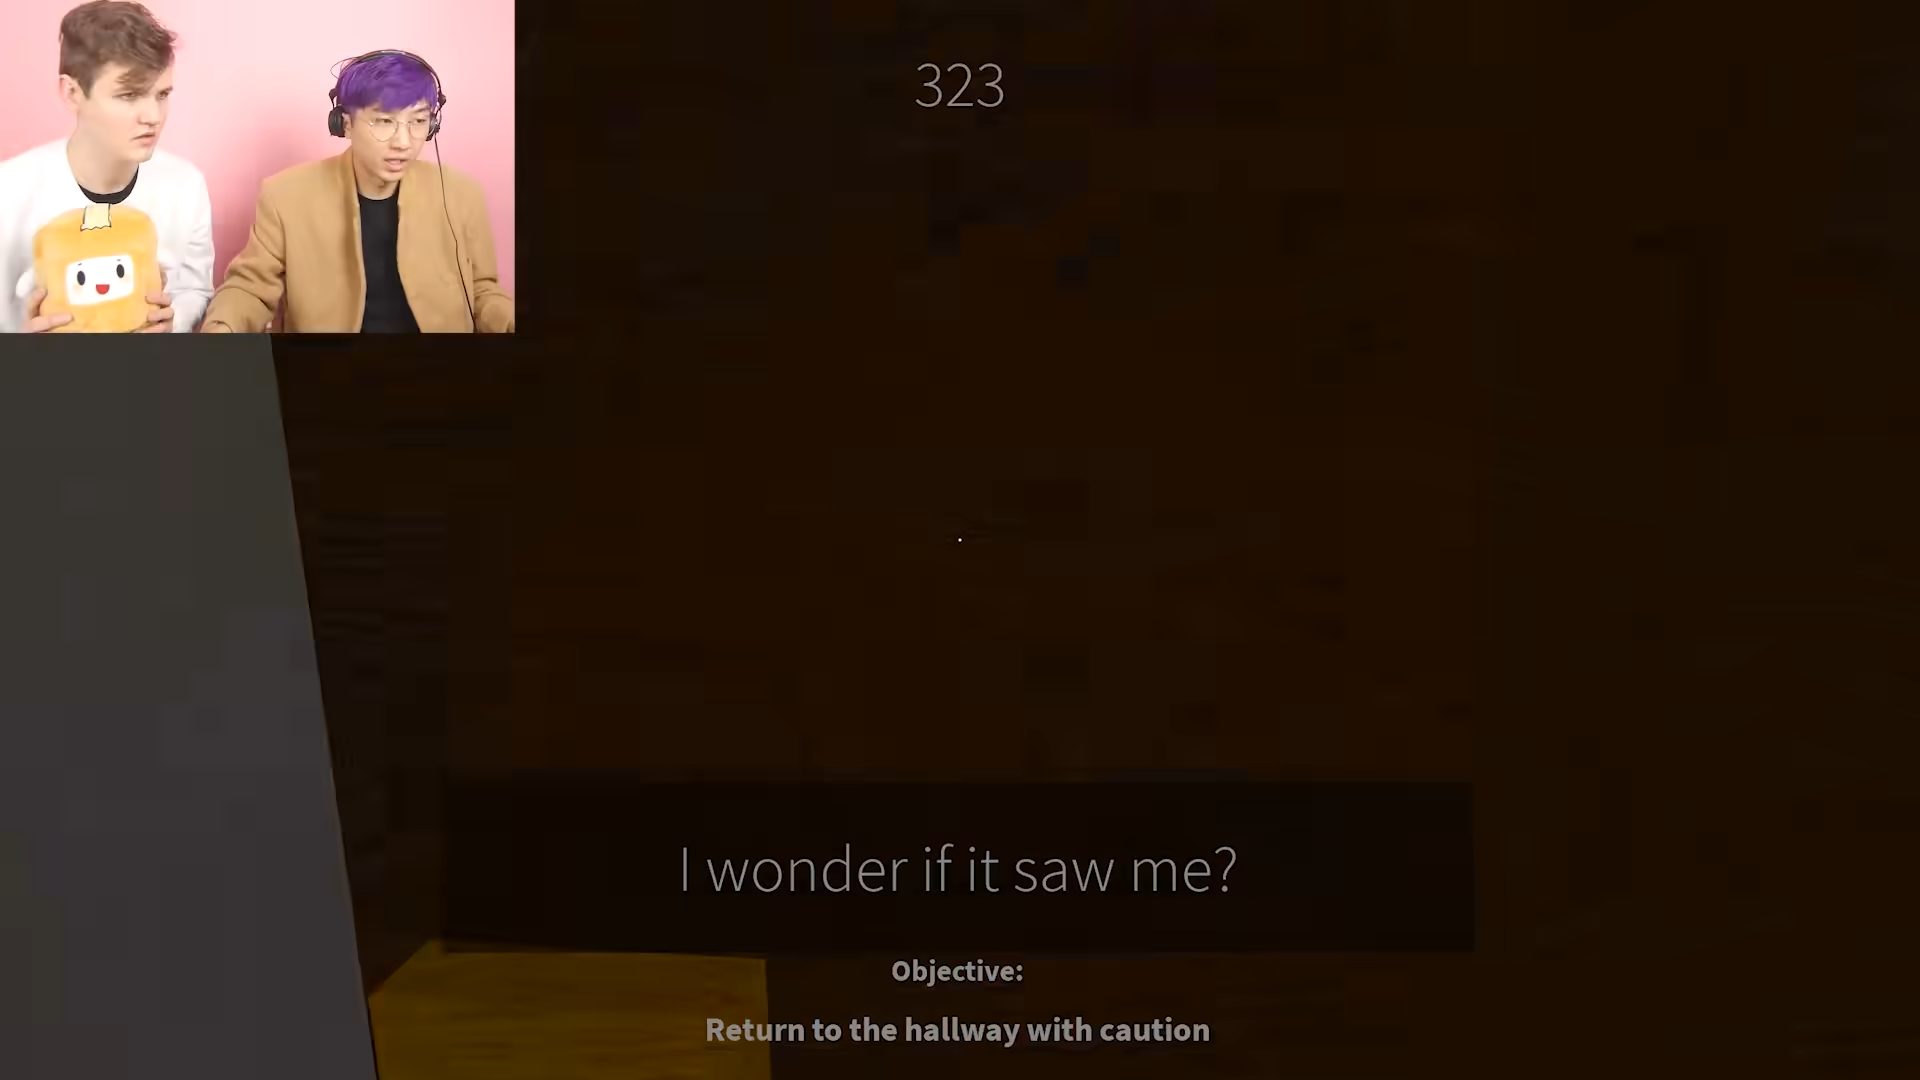 323
I wonder if it saw me?
Objective:
Return to the hallway with caution